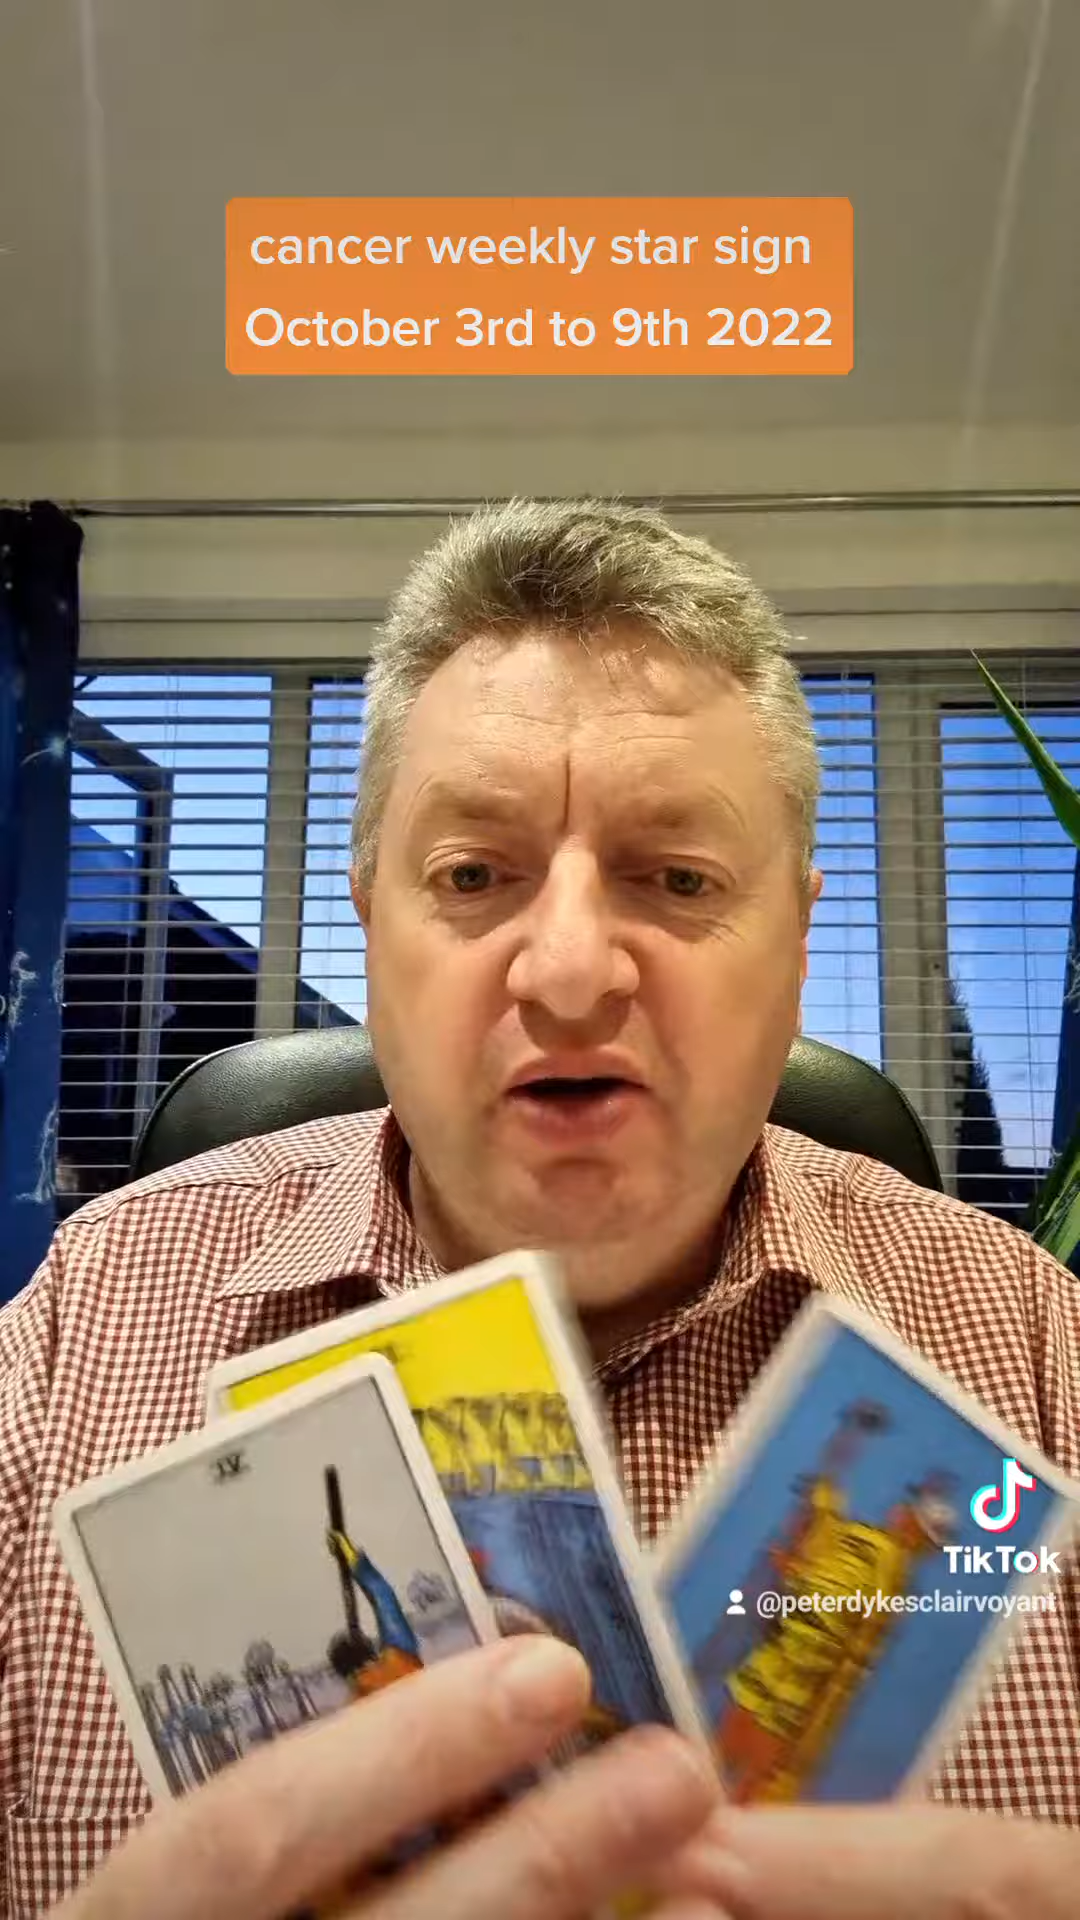 cancer weekly star sign
October 3rd to 9th 2022
IV
TikTok
@peterdykesclairvoyant